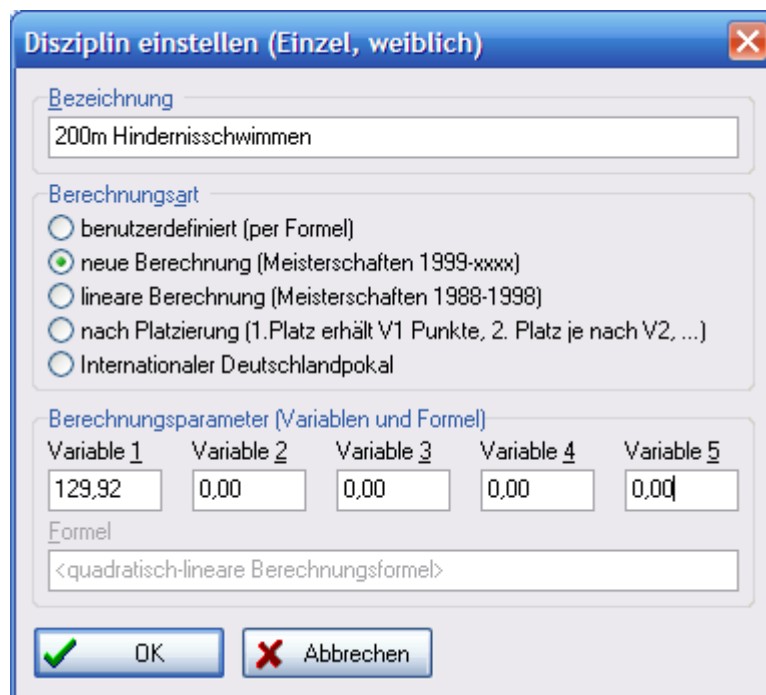 Disziplin einstellen (Einzel, weiblich)
Bezeichnung
200m Hindernisschwimmen
Berechnungsart
benutzerdefiniert (per Formel)
neue Berechnung (Meisterschaften 1999-xxxx)
lineare Berechnung (Meisterschaften 1988-1998)
nach Platzierung (1.Platz erhält V1 Punkte, 2. Platz je nach V2, ...)
Internationaler Deutschlandpokal
Berechnungsparameter (Variablen und Formel)
Variable 1 Variable 2 Variable 3 Variable 4 Variable 5
129,92 0,00 0,00 0,00 0,00
Formel
<quadratisch-lineare Berechnungsformel>
OK Abbrechen